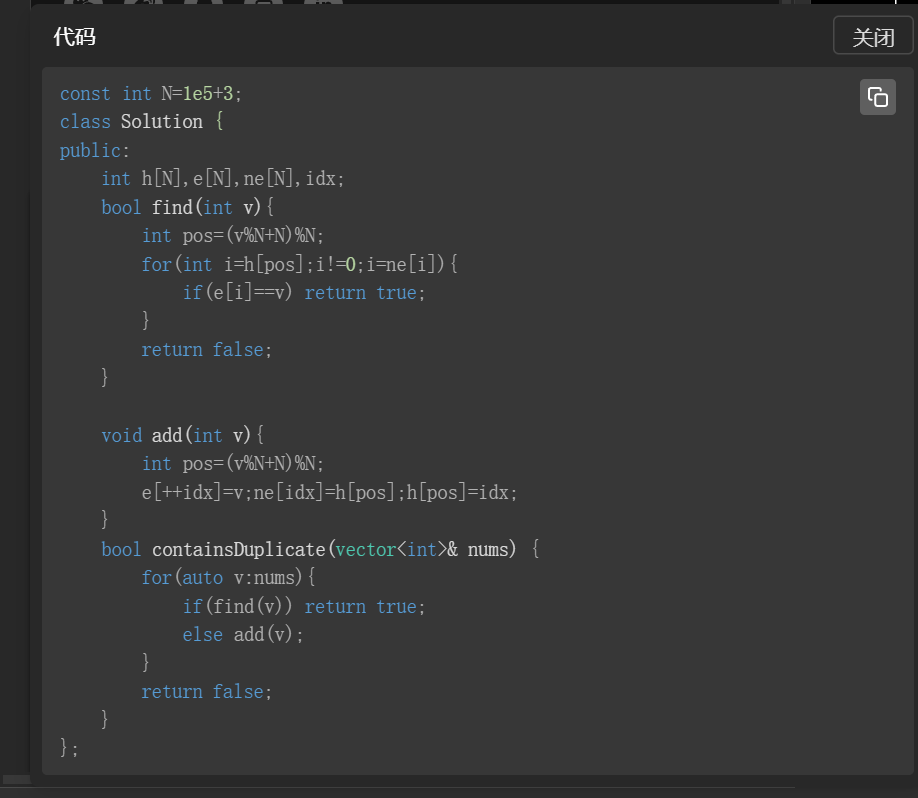 代码
关闭
const int N=1e5+3;
class Solution {
public:
    int h[N],e[N],ne[N],idx;
    bool find(int v){
        int pos=(v%N+N)%N;
        for(int i=h[pos];i!=0;i=ne[i]){
            if(e[i]==v) return true;
        }
        return false;
    }

    void add(int v){
        int pos=(v%N+N)%N;
        e[++idx]=v;ne[idx]=h[pos];h[pos]=idx;
    }
    bool containsDuplicate(vector<int>& nums) {
        for(auto v:nums){
            if(find(v)) return true;
            else add(v);
        }
        return false;
    }
};